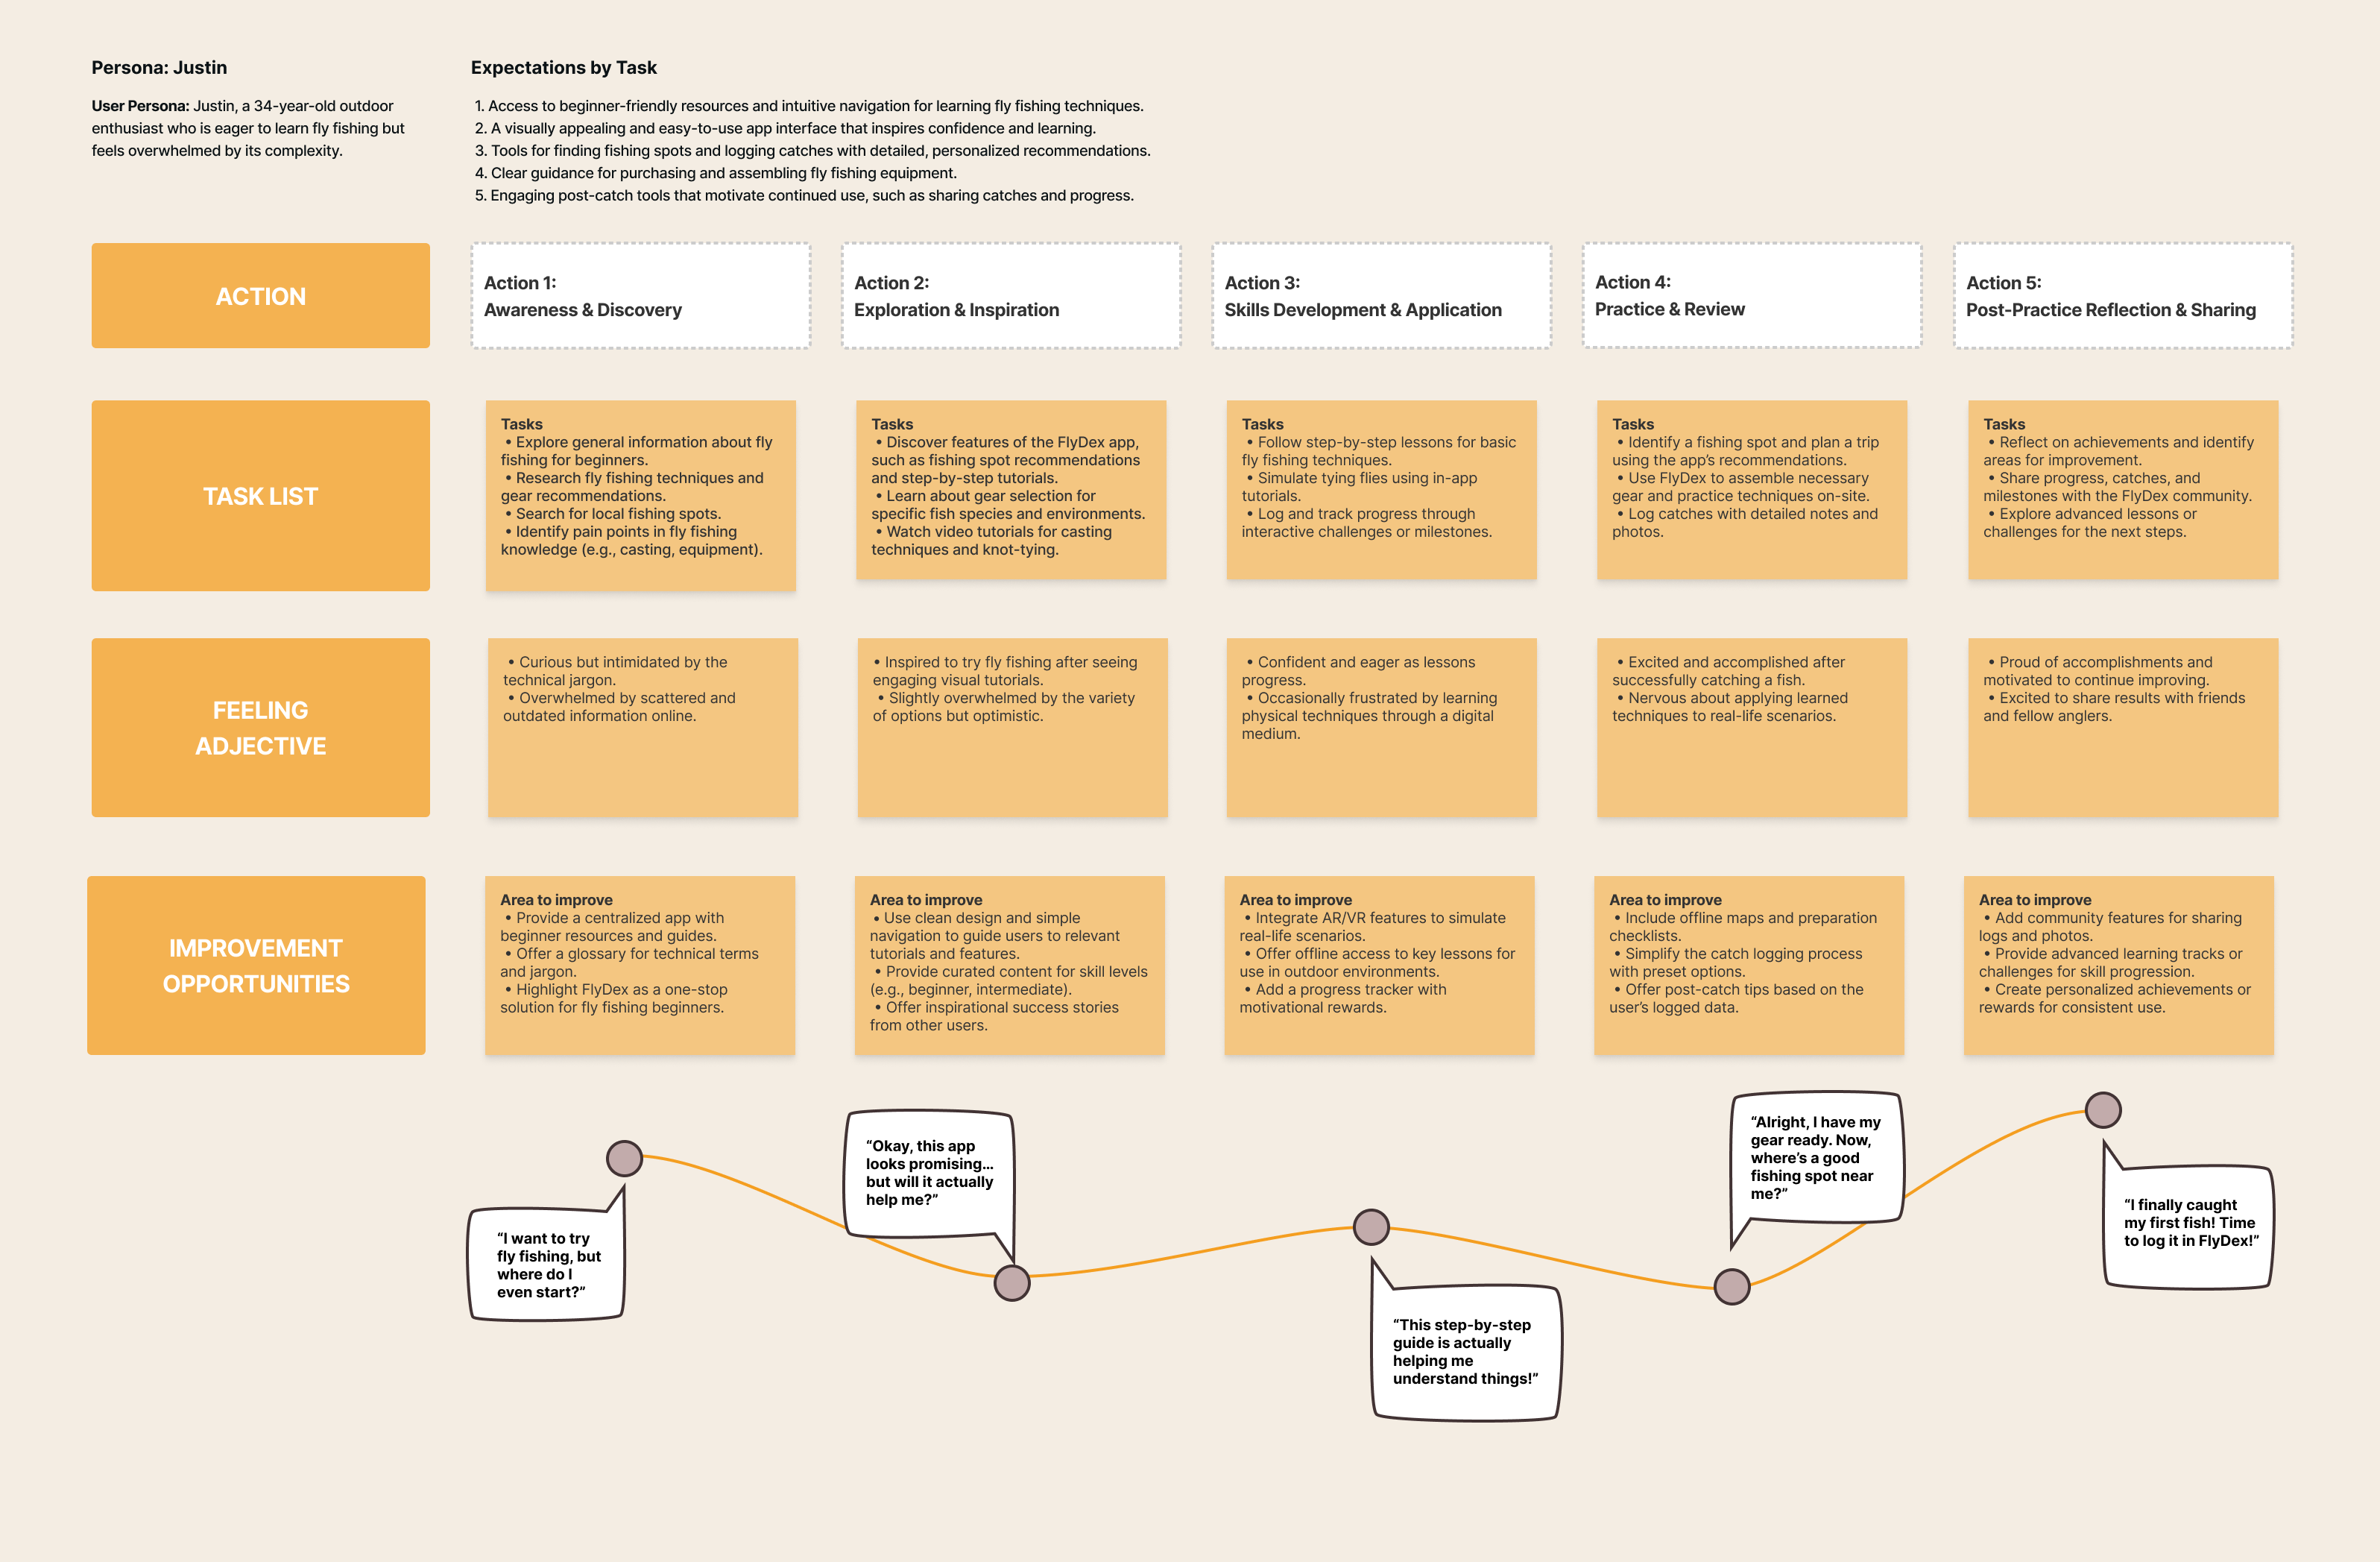 Persona: Justin
User Persona: Justin, a 34-year-old outdoor
enthusiast who is eager to learn fly fishing but
feels overwhelmed by its complexity.
Expectations by Task
1. Access to beginner-friendly resources and intuitive navigation for learning fly fishing techniques.
2. A visually appealing and easy-to-use app interface that inspires confidence and learning.
3. Tools for finding fishing spots and logging catches with detailed, personalized recommendations.
4. Clear guidance for purchasing and assembling fly fishing equipment.
5. Engaging post-catch tools that motivate continued use, such as sharing catches and progress.
ACTION
Action 1:
Awareness & Discovery
Action 2:
Exploration & Inspiration
Action 3:
Skills Development & Application
Action 4:
Practice & Review
Action 5:
Post-Practice Reflection & Sharing
TASK LIST
Tasks
• Explore general information about fly
fishing for beginners.
• Research fly fishing techniques and
gear recommendations.
• Search for local fishing spots.
• Identify pain points in fly fishing
knowledge (e.g., casting, equipment).
Tasks
• Discover features of the FlyDex app,
such as fishing spot recommendations
and step-by-step tutorials.
• Learn about gear selection for
specific fish species and environments.
• Watch video tutorials for casting
techniques and knot-tying.
Tasks
• Follow step-by-step lessons for basic
fly fishing techniques.
• Simulate tying flies using in-app
tutorials.
• Log and track progress through
interactive challenges or milestones.
Tasks
• Identify a fishing spot and plan a trip
using the app’s recommendations.
• Use FlyDex to assemble necessary
gear and practice techniques on-site.
• Log catches with detailed notes and
photos.
Tasks
• Reflect on achievements and identify
areas for improvement.
• Share progress, catches, and
milestones with the FlyDex community.
• Explore advanced lessons or
challenges for the next steps.
FEELING
ADJECTIVE
• Curious but intimidated by the
technical jargon.
• Overwhelmed by scattered and
outdated information online.
• Inspired to try fly fishing after seeing
engaging visual tutorials.
• Slightly overwhelmed by the variety
of options but optimistic.
• Confident and eager as lessons
progress.
• Occasionally frustrated by learning
physical techniques through a digital
medium.
• Excited and accomplished after
successfully catching a fish.
• Nervous about applying learned
techniques to real-life scenarios.
• Proud of accomplishments and
motivated to continue improving.
• Excited to share results with friends
and fellow anglers.
IMPROVEMENT
OPPORTUNITIES
Area to improve
• Provide a centralized app with
beginner resources and guides.
• Offer a glossary for technical terms
and jargon.
• Highlight FlyDex as a one-stop
solution for fly fishing beginners.
Area to improve
• Use clean design and simple
navigation to guide users to relevant
tutorials and features.
• Provide curated content for skill levels
(e.g., beginner, intermediate).
• Offer inspirational success stories
from other users.
Area to improve
• Integrate AR/VR features to simulate
real-life scenarios.
• Offer offline access to key lessons for
use in outdoor environments.
• Add a progress tracker with
motivational rewards.
Area to improve
• Include offline maps and preparation
checklists.
• Simplify the catch logging process
with preset options.
• Offer post-catch tips based on the
user’s logged data.
Area to improve
• Add community features for sharing
logs and photos.
• Provide advanced learning tracks or
challenges for skill progression.
• Create personalized achievements or
rewards for consistent use.
“I want to try
fly fishing, but
where do I
even start?”
“Okay, this app
looks promising...
but will it actually
help me?”
“This step-by-step
guide is actually
helping me
understand things!”
“Alright, I have my
gear ready. Now,
where’s a good
fishing spot near
me?”
“I finally caught
my first fish! Time
to log it in FlyDex!”